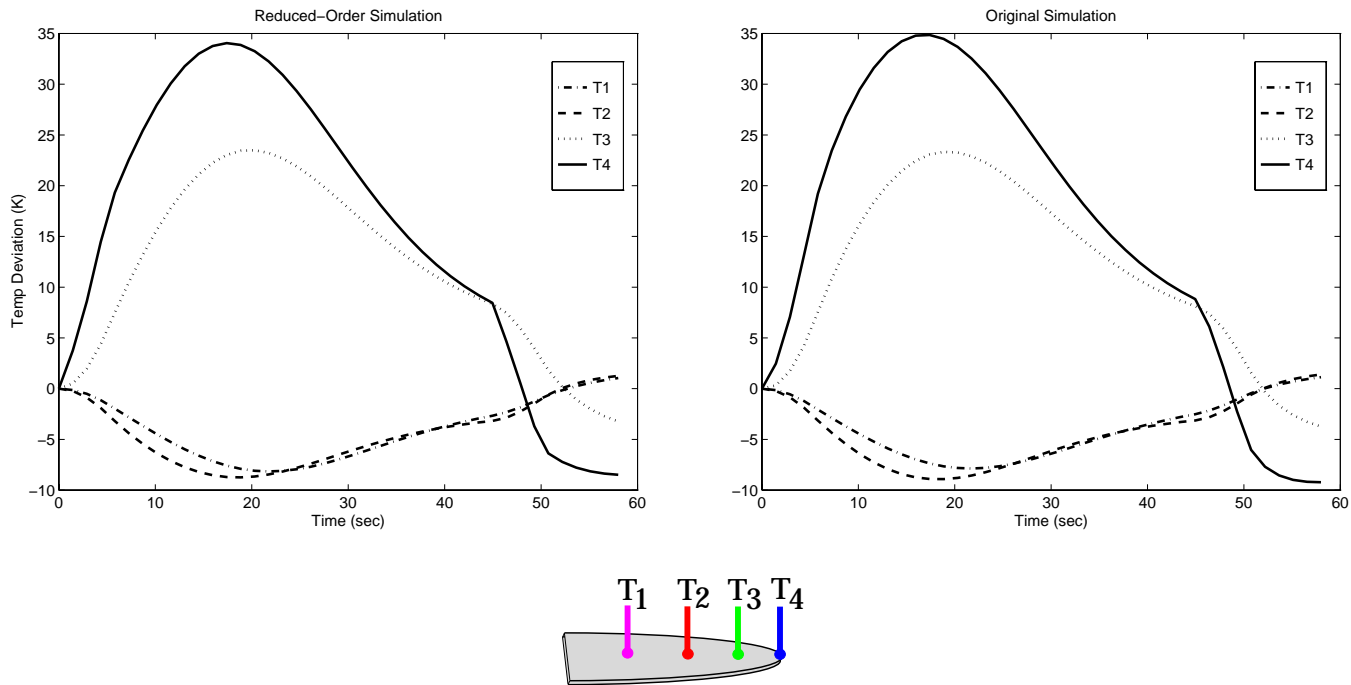 Reduced−Order Simulation
35
30
25
20
15
10
5
0
−5
−10
Temp Deviation (K)
0 10 20 30 40 50 60
Time (sec)
T1
T2
T3
T4
Original Simulation
35
30
25
20
15
10
5
0
−5
−10
0 10 20 30 40 50 60
Time (sec)
T1
T2
T3
T4
T1 T2 T3 T4